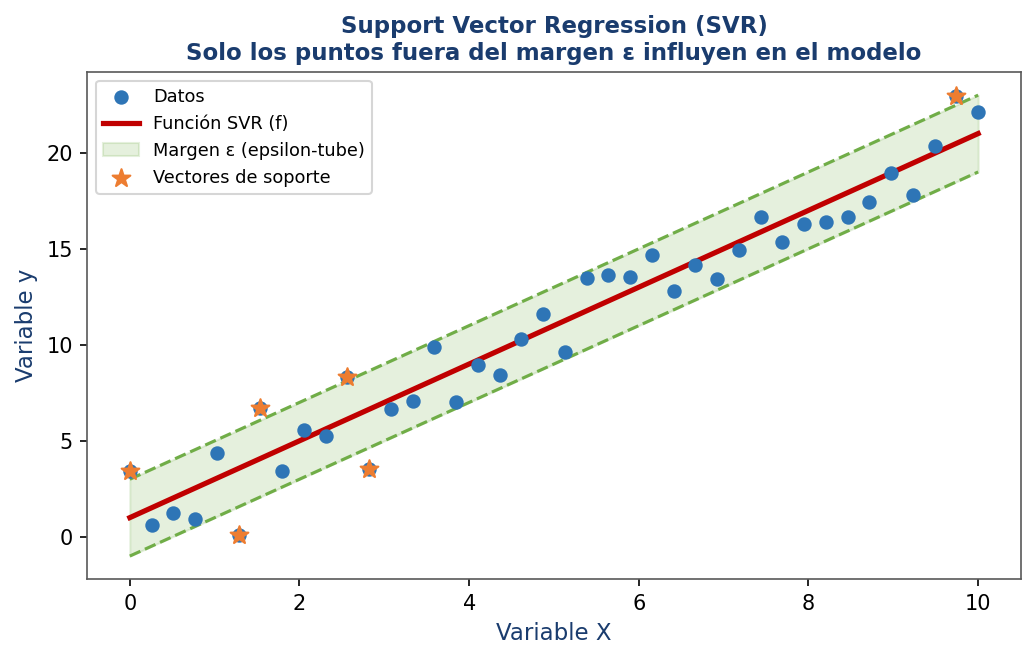 Support Vector Regression (SVR)
Solo los puntos fuera del margen ε influyen en el modelo
Datos
Función SVR (f)
Margen ε (epsilon-tube)
Vectores de soporte
Variable y
20
15
10
5
0
0 2 4 6 8 10
Variable X